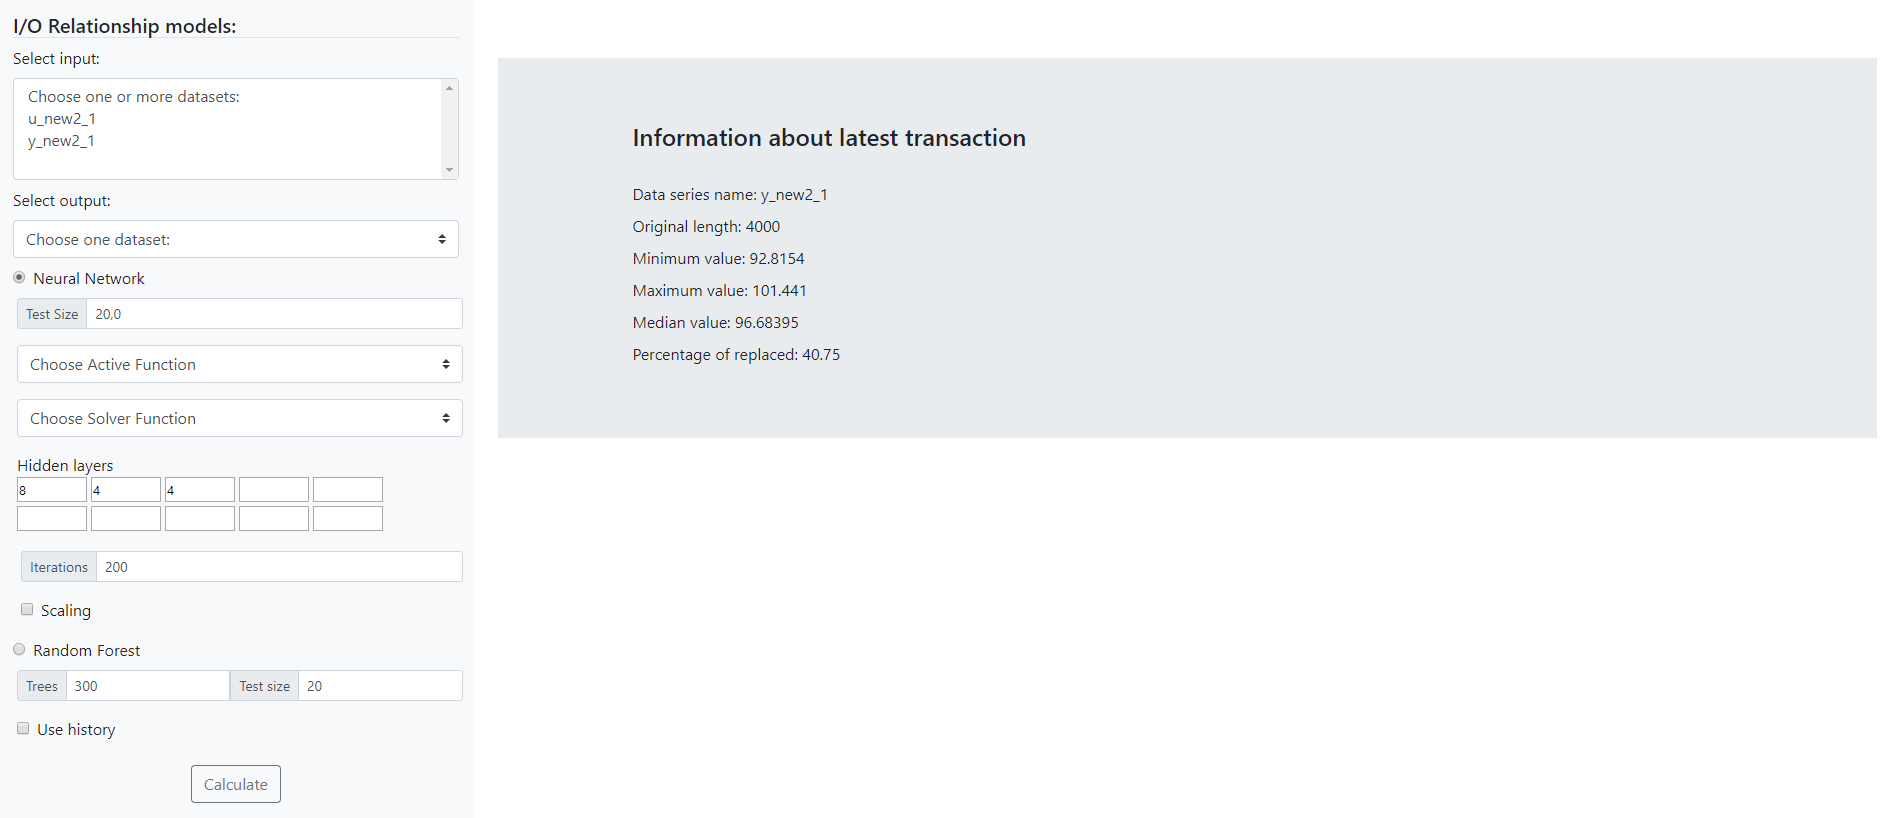 I/O Relationship models:
Select input:
Choose one or more datasets:
u_new2_1
y_new2_1
Select output:
Choose one dataset:
Neural Network
Test Size 20,0
Choose Active Function
Choose Solver Function
Hidden layers
8 4 4
Iterations 200
Scaling
Random Forest
Trees 300 Test size 20
Use history
Calculate
Information about latest transaction
Data series name: y_new2_1
Original length: 4000
Minimum value: 92.8154
Maximum value: 101.441
Median value: 96.68395
Percentage of replaced: 40.75